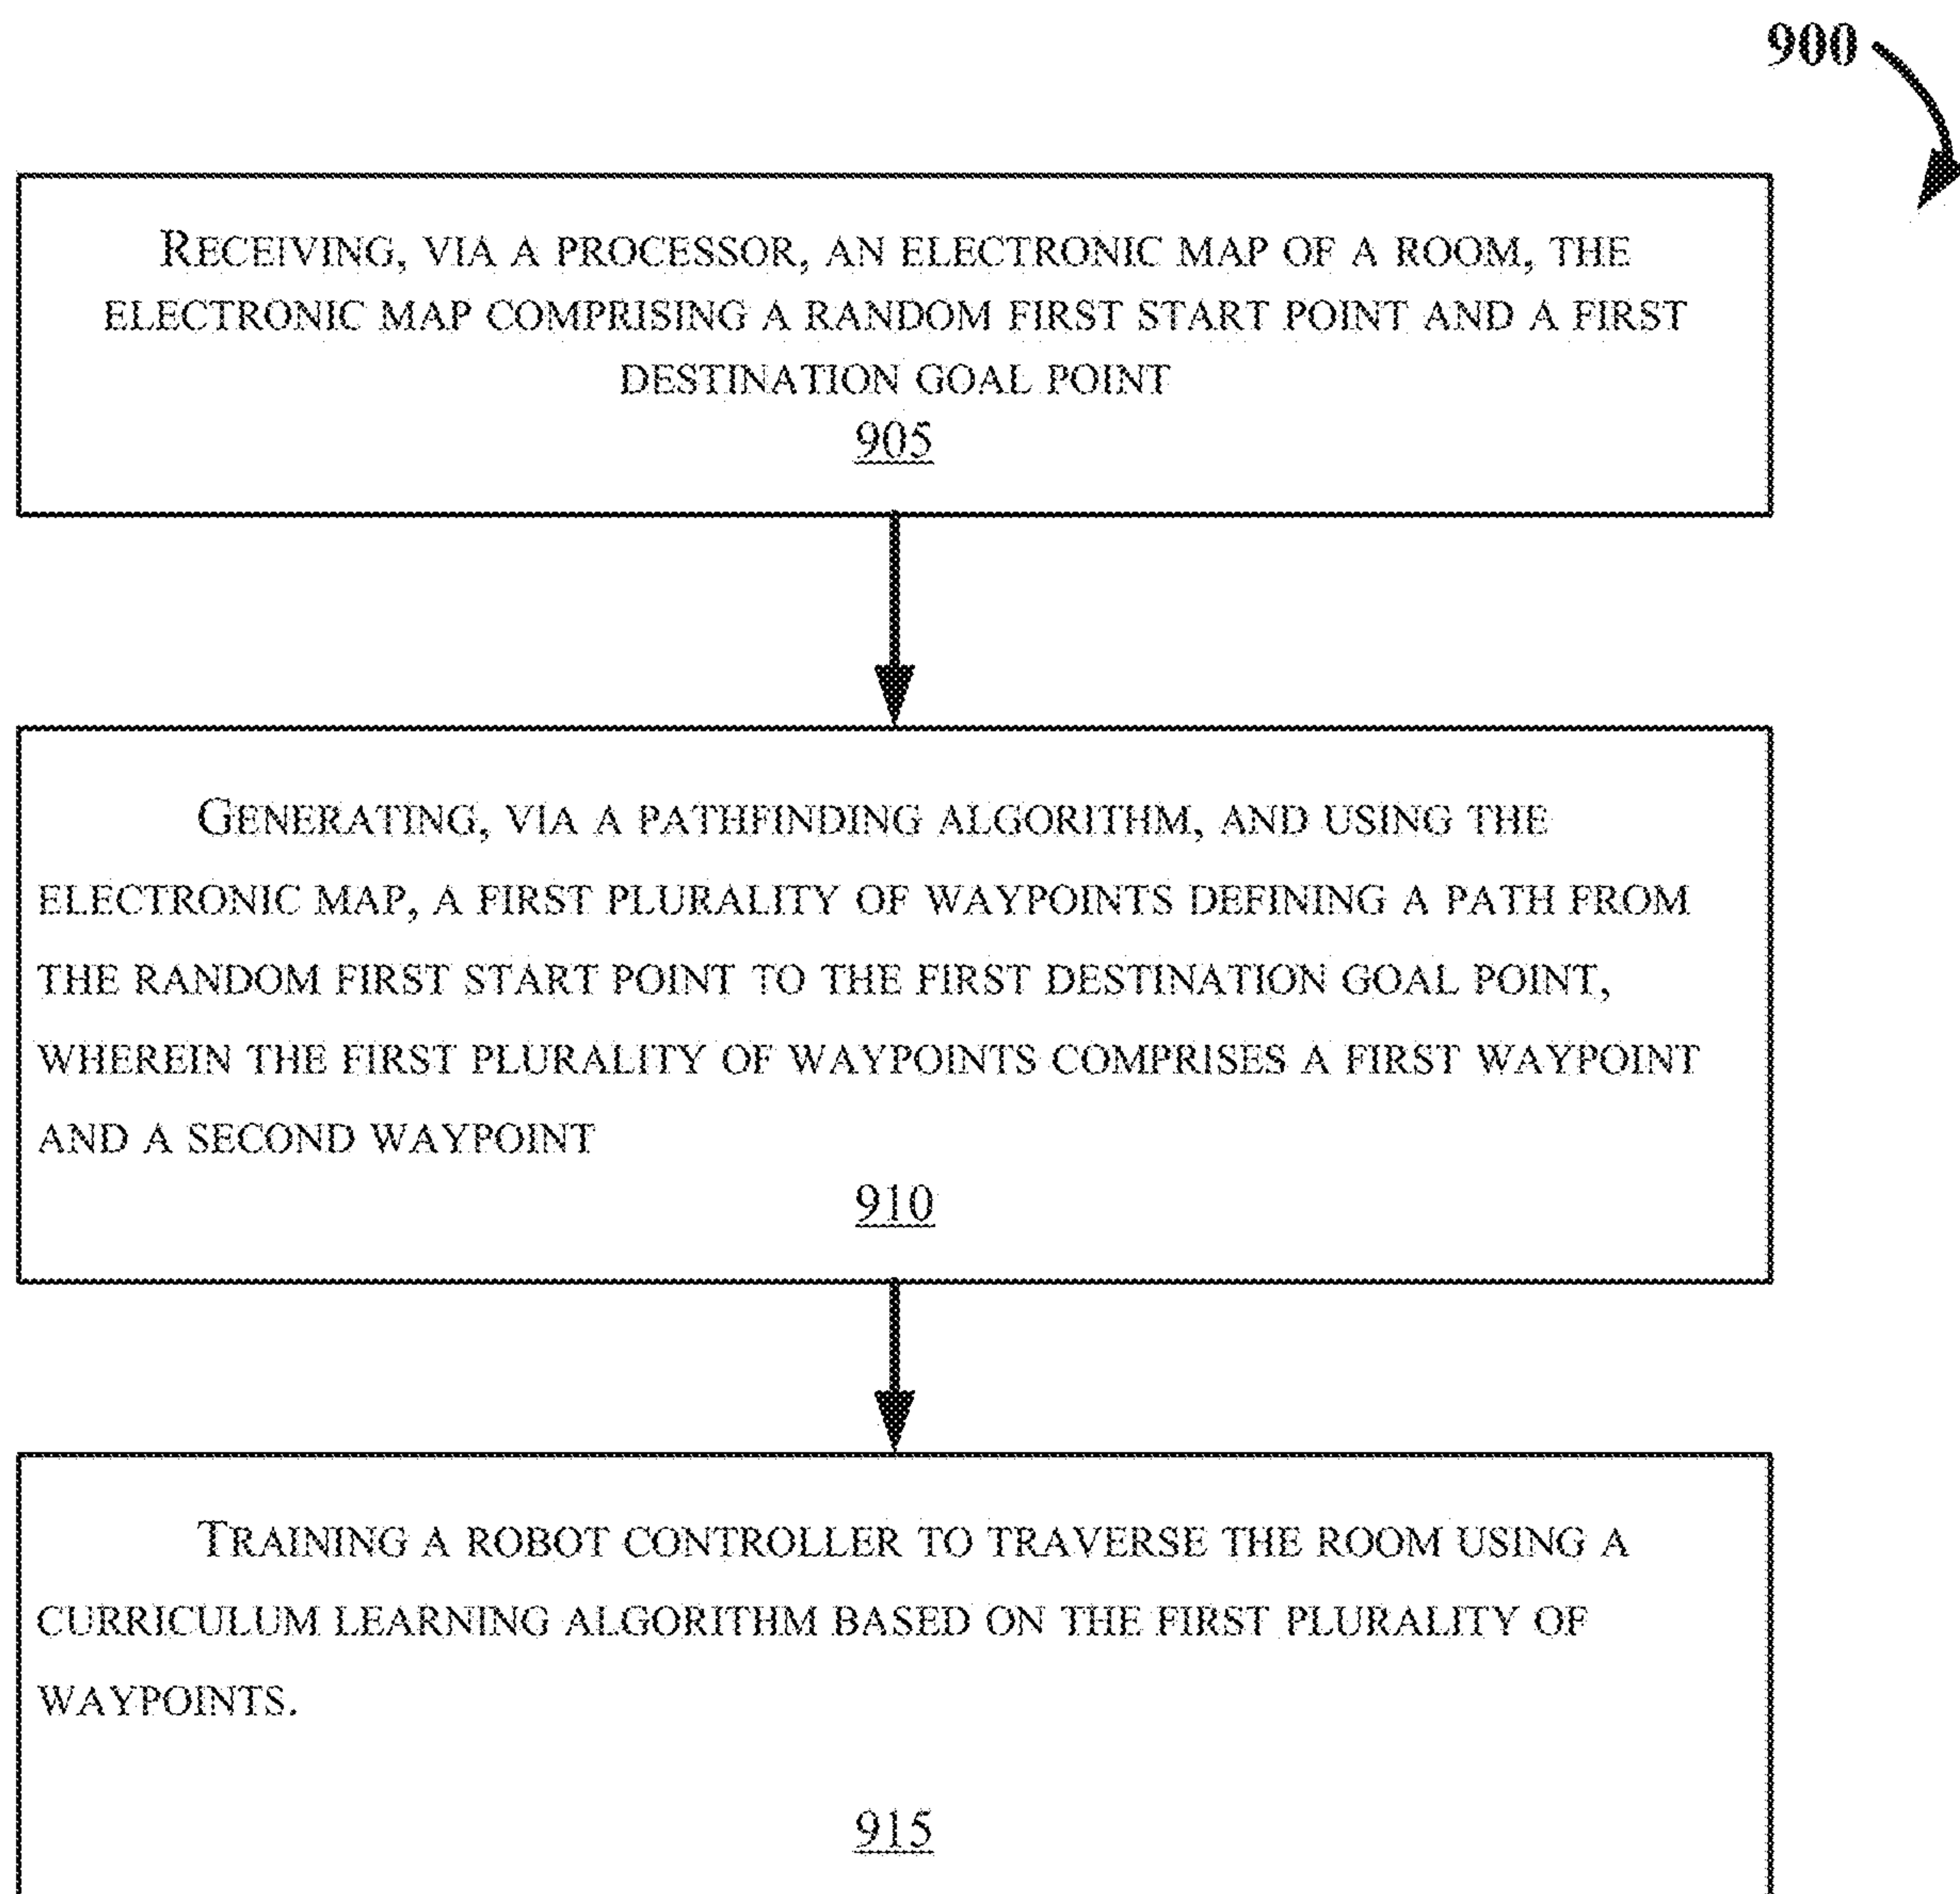 900
RECEIVING, VIA A PROCESSOR, AN ELECTRONIC MAP OF A ROOM, THE
ELECTRONIC MAP COMPRISING A RANDOM FIRST START POINT AND A FIRST
DESTINATION GOAL POINT
905
GENERATING, VIA A PATHFINDING ALGORITHM, AND USING THE
ELECTRONIC MAP, A FIRST PLURALITY OF WAYPOINTS DEFINING A PATH FROM
THE RANDOM FIRST START POINT TO THE FIRST DESTINATION GOAL POINT,
WHEREIN THE FIRST PLURALITY OF WAYPOINTS COMPRISES A FIRST WAYPOINT
AND A SECOND WAYPOINT
910
TRAINING A ROBOT CONTROLLER TO TRAVERSE THE ROOM USING A
CURRICULUM LEARNING ALGORITHM BASED ON THE FIRST PLURALITY OF
WAYPOINTS.
915